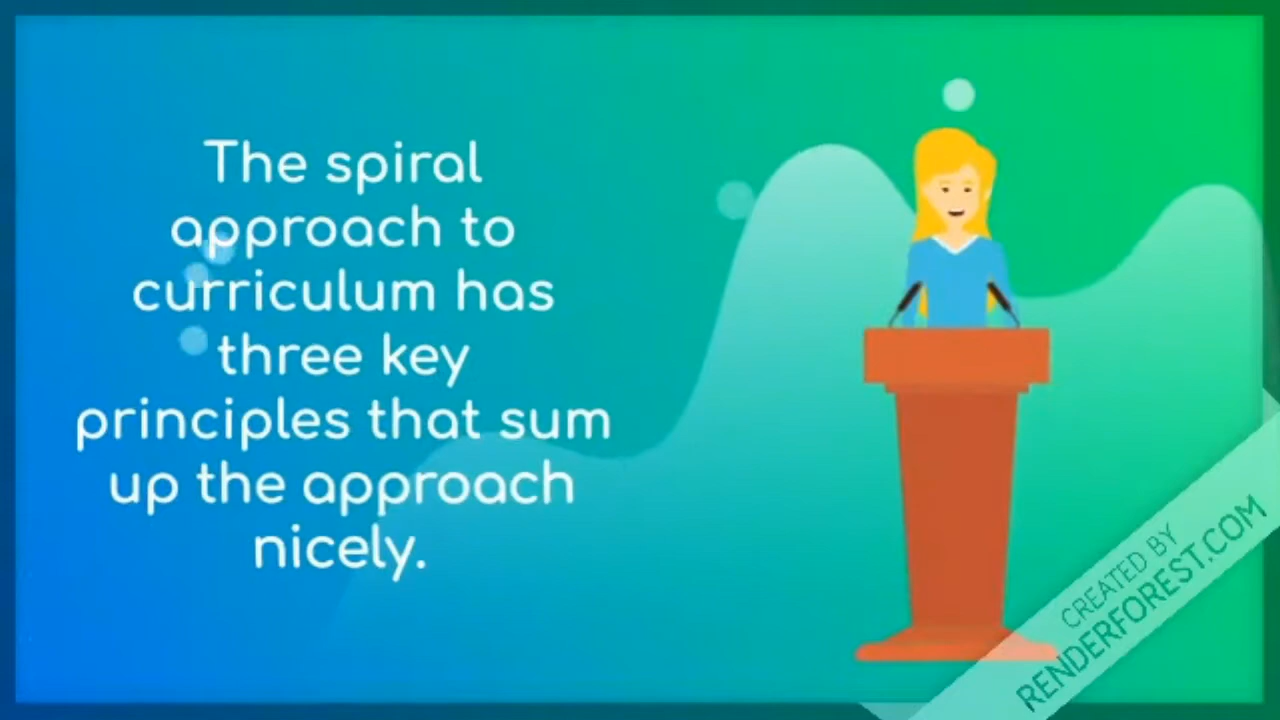 The spiral
approach to
curriculum has
three key
principles that sum
up the approach
nicely.
CREATED BY
RENDERFOREST.COM